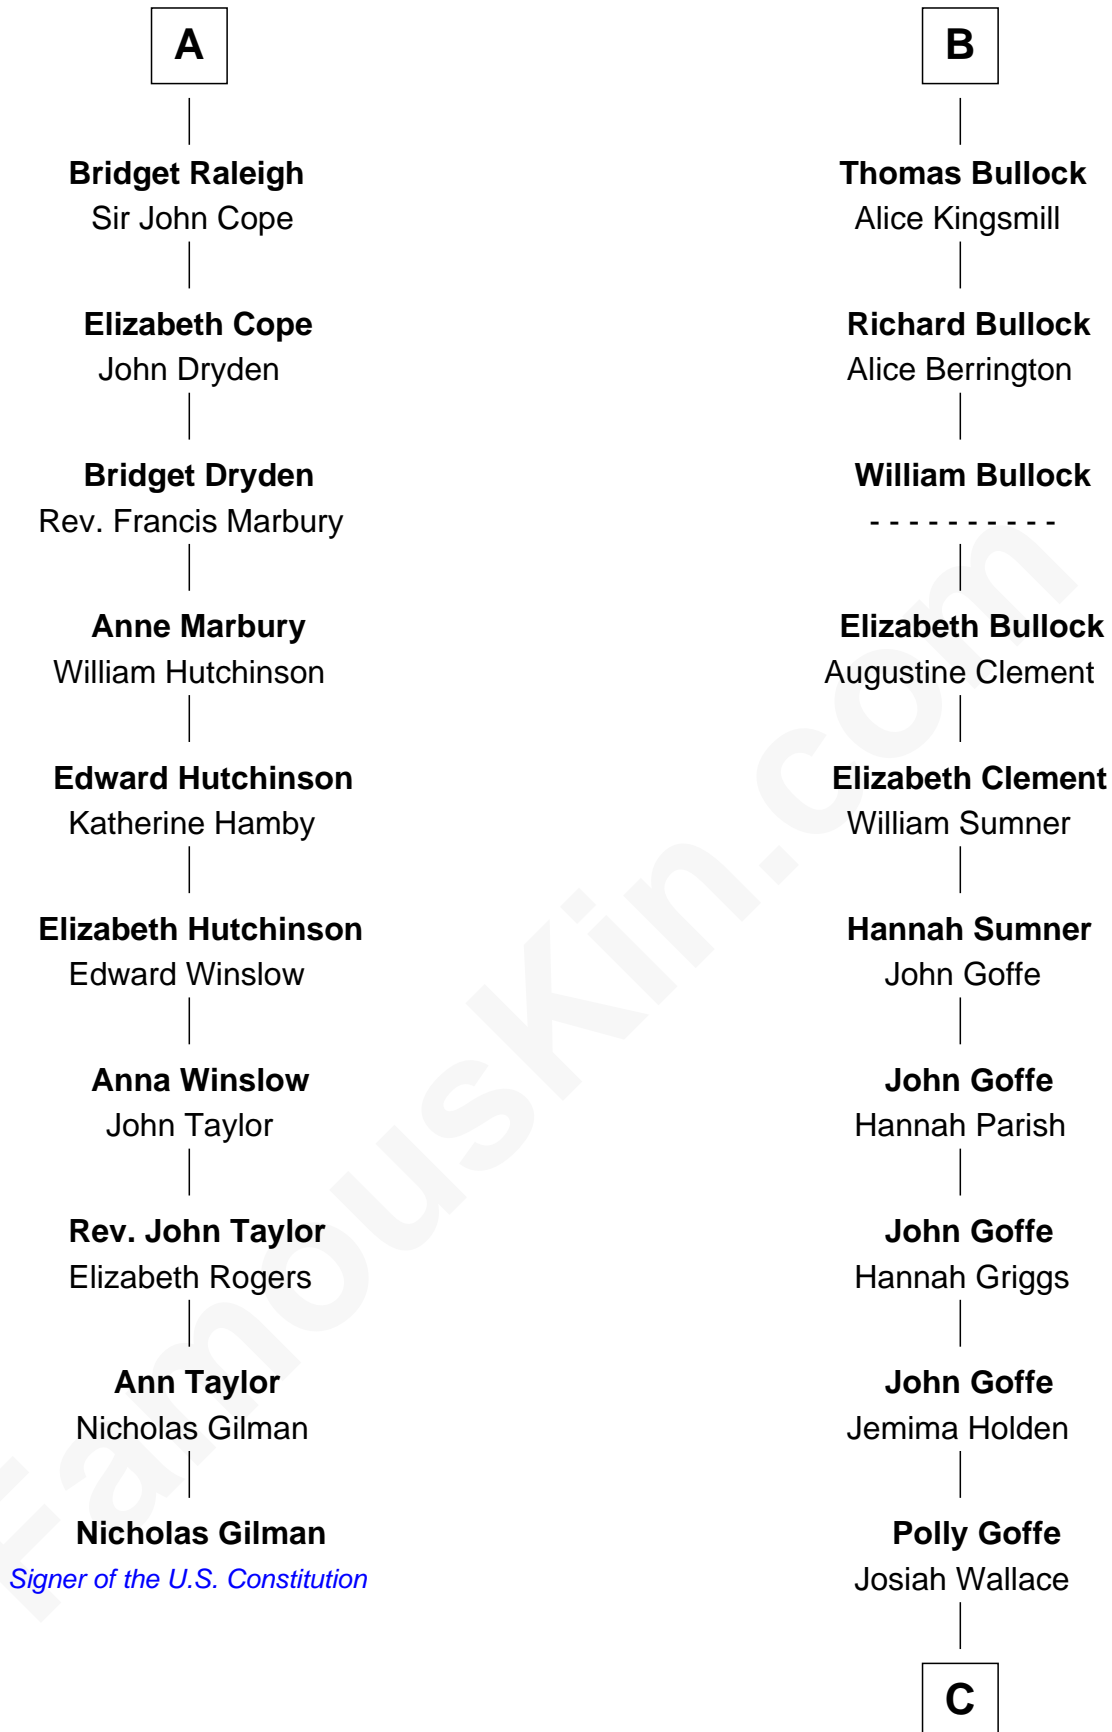 A
Bridget Raleigh
Sir John Cope
Elizabeth Cope
John Dryden
Bridget Dryden
Rev. Francis Marbury
Anne Marbury
William Hutchinson
Edward Hutchinson
Katherine Hamby
Elizabeth Hutchinson
Edward Winslow
Anna Winslow
John Taylor
Rev. John Taylor
Elizabeth Rogers
Ann Taylor
Nicholas Gilman
Nicholas Gilman
Signer of the U.S. Constitution
B
Thomas Bullock
Alice Kingsmill
Richard Bullock
Alice Berrington
William Bullock
- - - - - - - - - -
Elizabeth Bullock
Augustine Clement
Elizabeth Clement
William Sumner
Hannah Sumner
John Goffe
John Goffe
Hannah Parish
John Goffe
Hannah Griggs
John Goffe
Jemima Holden
Polly Goffe
Josiah Wallace
C
FamousKin.com